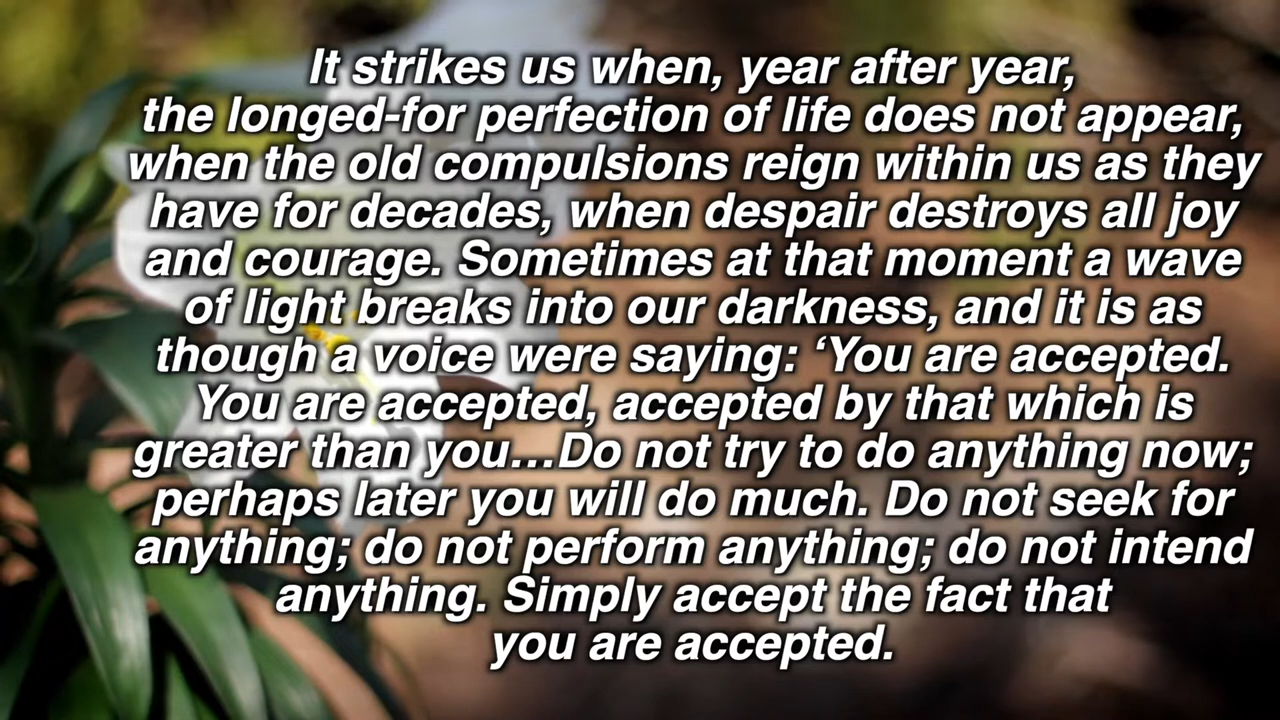 It strikes us when, year after year,
the longed-for perfection of life does not appear,
when the old compulsions reign within us as they
have for decades, when despair destroys all joy
and courage. Sometimes at that moment a wave
of light breaks into our darkness, and it is as
though a voice were saying: ‘You are accepted.
You are accepted, accepted by that which is
greater than you...Do not try to do anything now;
perhaps later you will do much. Do not seek for
anything; do not perform anything; do not intend
anything. Simply accept the fact that
you are accepted.